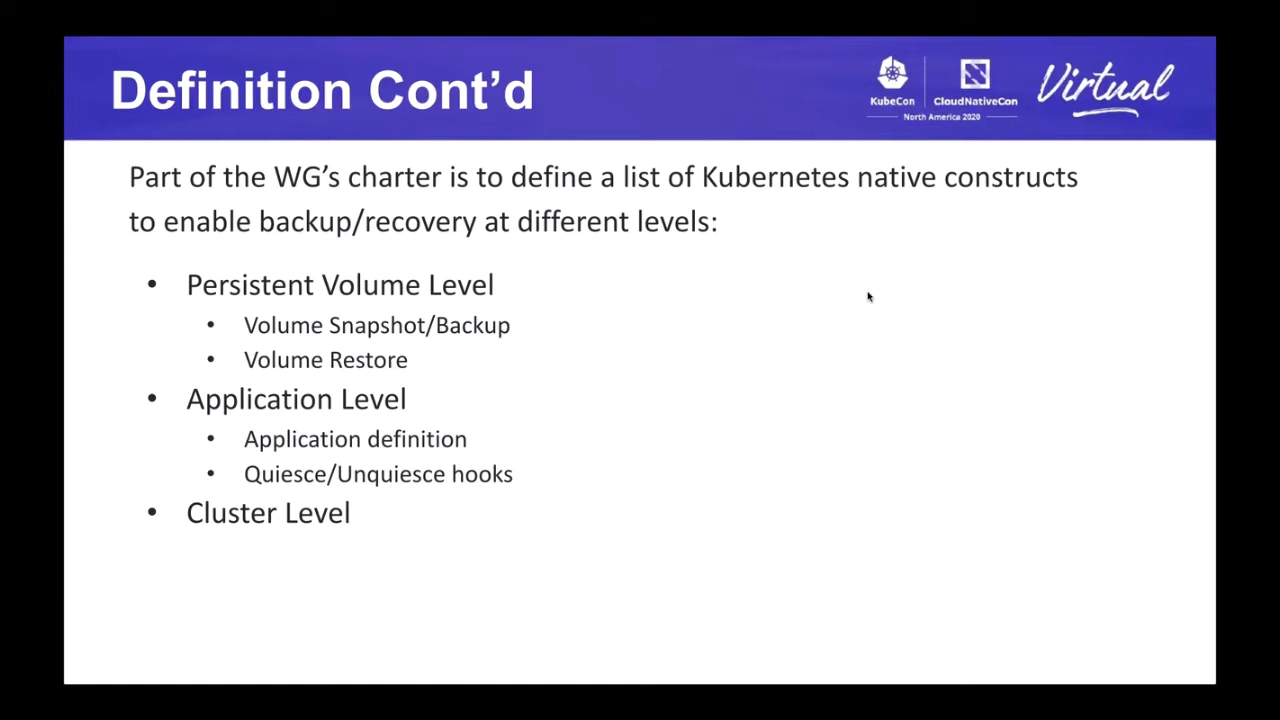 Definition Cont’d
KubeCon
CloudNativeCon
North America 2020
Virtual
Part of the WG’s charter is to define a list of Kubernetes native constructs
to enable backup/recovery at different levels:
• Persistent Volume Level
• Volume Snapshot/Backup
• Volume Restore
• Application Level
• Application definition
• Quiesce/Unquiesce hooks
• Cluster Level